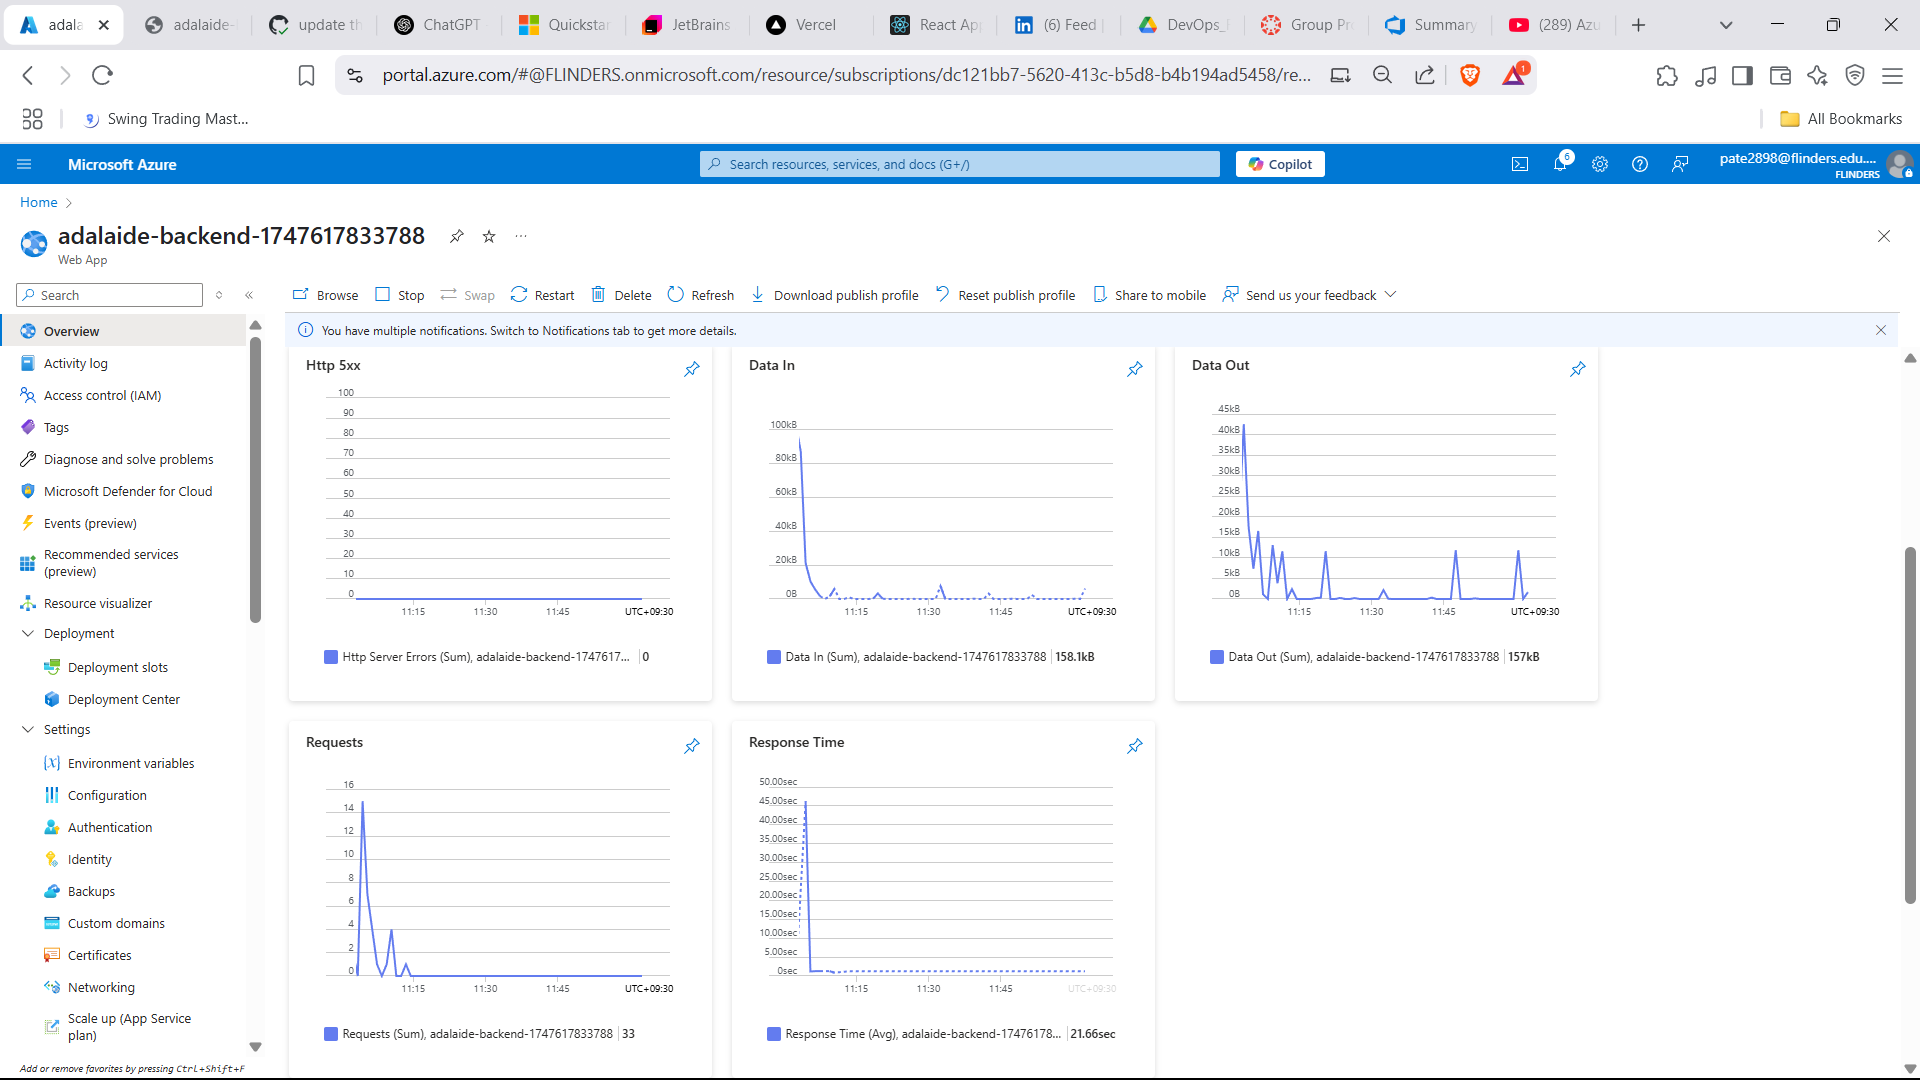 adala
adalaide-
update th
ChatGPT
Quickstar
JetBrains
Vercel
React App
(6) Feed |
DevOps_
Group Pr
Summary
(289) Azu
portal.azure.com/#@FLINDERS.onmicrosoft.com/resource/subscriptions/dc121bb7-5620-413c-b5d8-b4b194ad5458/re...
1
Swing Trading Mast...
All Bookmarks
Microsoft Azure
Search resources, services, and docs (G+/)
Copilot
6
pate2898@flinders.edu....
FLINDERS
Home
adalaide-backend-1747617833788
Web App
Search
Browse
Stop
Swap
Restart
Delete
Refresh
Download publish profile
Reset publish profile
Share to mobile
Send us your feedback
You have multiple notifications. Switch to Notifications tab to get more details.
Overview
Activity log
Access control (IAM)
Tags
Diagnose and solve problems
Microsoft Defender for Cloud
Events (preview)
Recommended services
(preview)
Resource visualizer
Deployment
Deployment slots
Deployment Center
Settings
Environment variables
Configuration
Authentication
Identity
Backups
Custom domains
Certificates
Networking
Scale up (App Service
plan)
Add or remove favorites by pressing Ctrl+Shift+F
Http 5xx
100
90
80
70
60
50
40
30
20
10
0
11:15
11:30
11:45
UTC+09:30
Http Server Errors (Sum), adalaide-backend-1747617...
0
Data In
100kB
80kB
60kB
40kB
20kB
0B
11:15
11:30
11:45
UTC+09:30
Data In (Sum), adalaide-backend-1747617833788
158.1kB
Data Out
45kB
40kB
35kB
30kB
25kB
20kB
15kB
10kB
5kB
0B
11:15
11:30
11:45
UTC+09:30
Data Out (Sum), adalaide-backend-1747617833788
157kB
Requests
16
14
12
10
8
6
4
2
0
11:15
11:30
11:45
UTC+09:30
Requests (Sum), adalaide-backend-1747617833788
33
Response Time
50.00sec
45.00sec
40.00sec
35.00sec
30.00sec
25.00sec
20.00sec
15.00sec
10.00sec
5.00sec
0sec
11:15
11:30
11:45
UTC+09:30
Response Time (Avg), adalaide-backend-17476178...
21.66sec